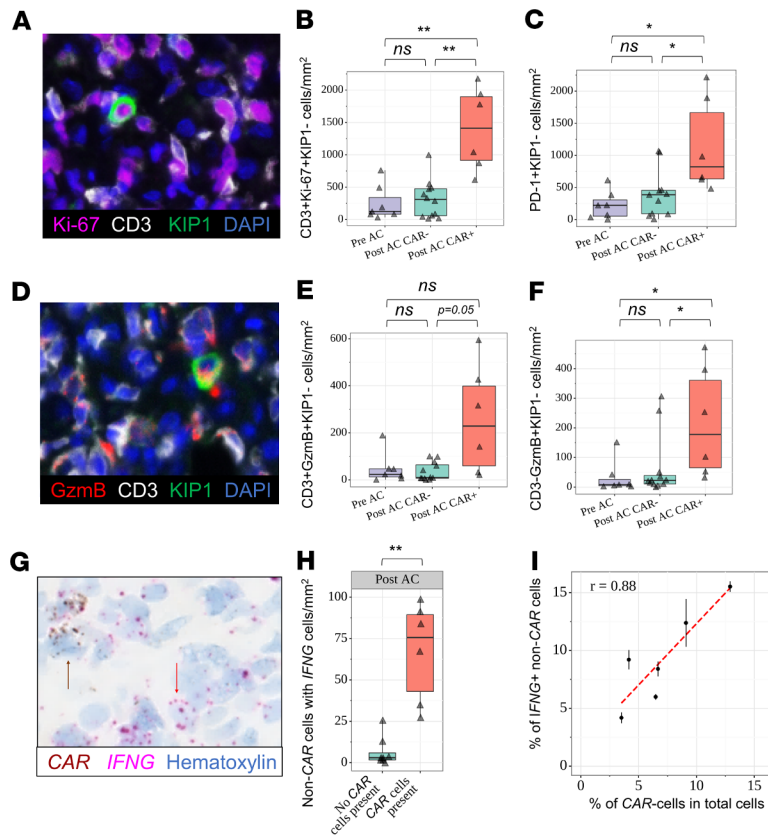 A
Ki-67 CD3 KIP1 DAPI
B
**
ns **
CD3+Ki-67+KIP1- cells/mm²
2000
1500
1000
500
0
Pre AC
Post AC CAR-
Post AC CAR+
C
*
ns *
PD-1+KIP1- cells/mm²
2000
1500
1000
500
0
Pre AC
Post AC CAR-
Post AC CAR+
D
GzmB CD3 KIP1 DAPI
E
ns
ns p=0.05
CD3+GzmB+KIP1- cells/mm²
600
400
200
0
Pre AC
Post AC CAR-
Post AC CAR+
F
*
ns *
CD3-GzmB+KIP1- cells/mm²
400
300
200
100
0
Pre AC
Post AC CAR-
Post AC CAR+
G
CAR IFNG Hematoxylin
H
**
Post AC
Non-CAR cells with IFNG cells/mm²
100
75
50
25
0
No CAR
cells present
CAR cells
present
I
r = 0.88
% of IFNG+ non-CAR cells
15
10
5
0
0 5 10 15
% of CAR-cells in total cells